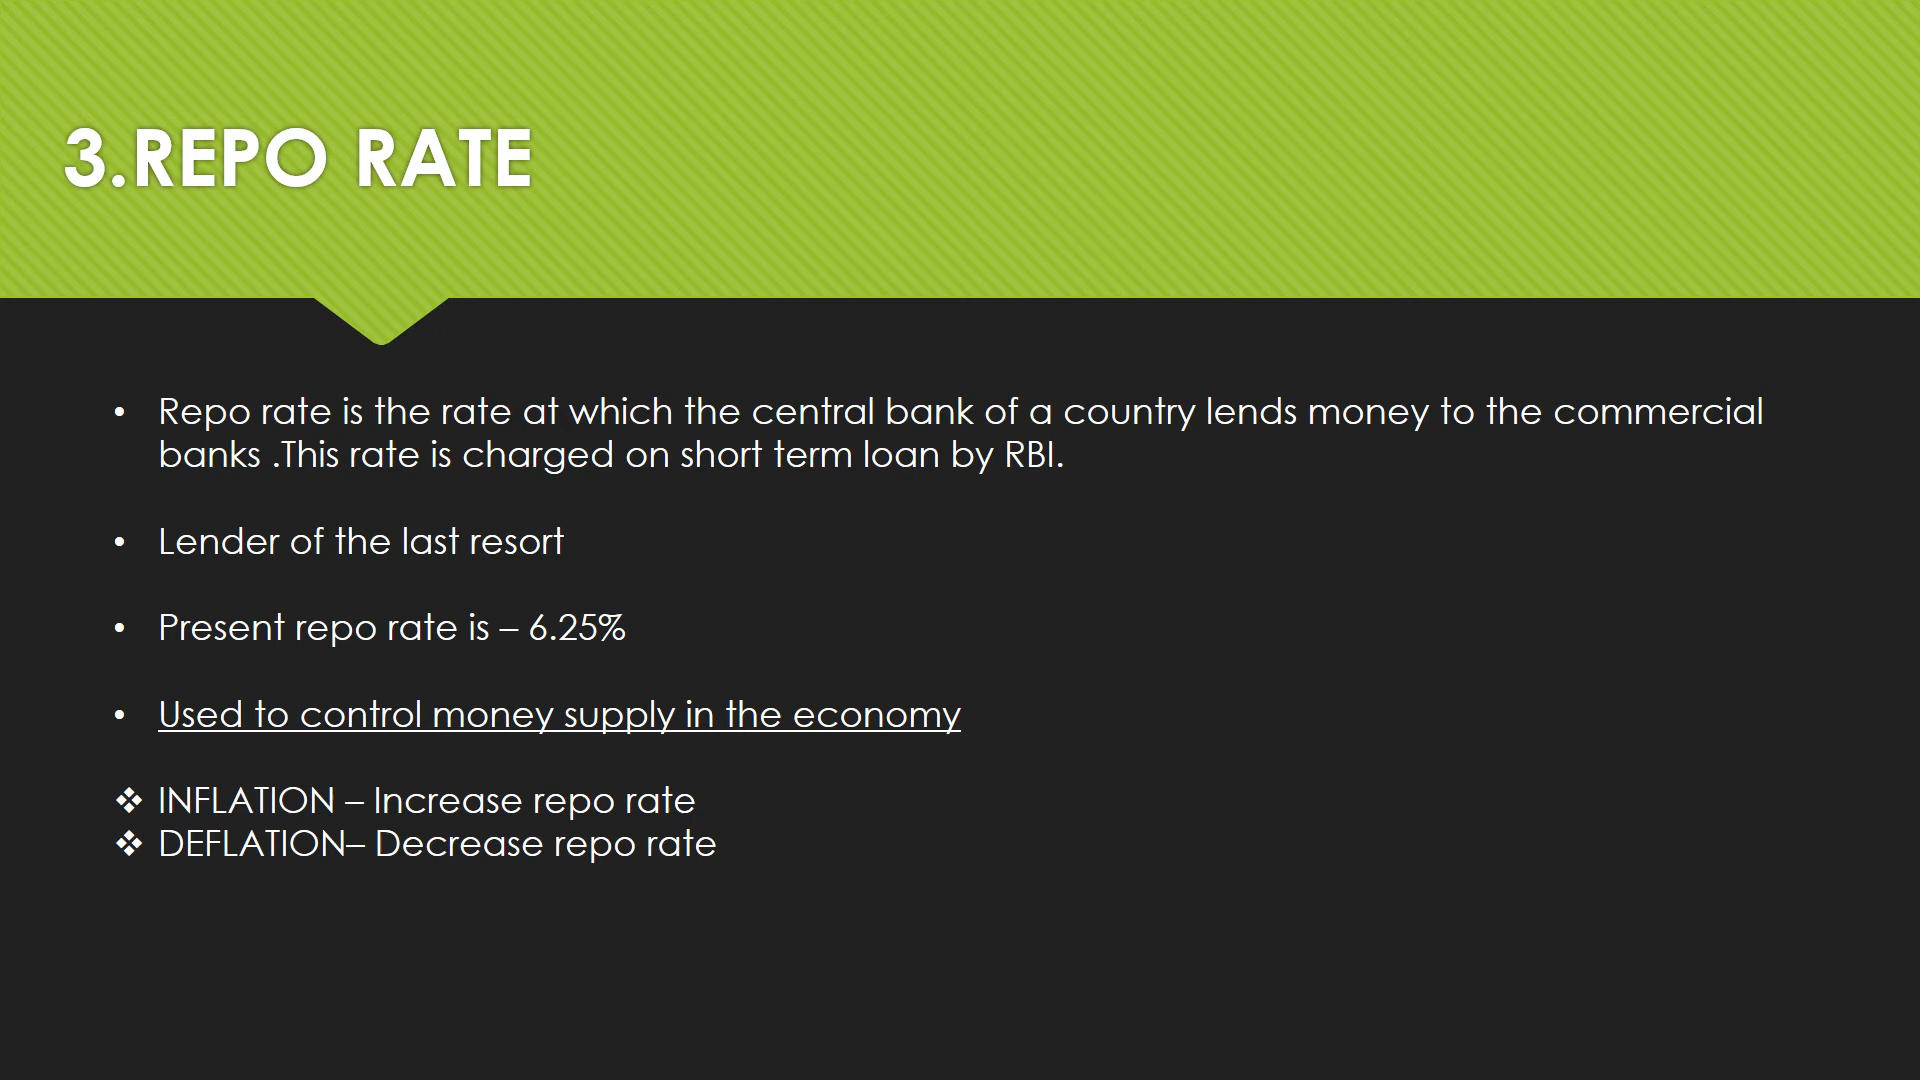 3.REPO RATE
• Repo rate is the rate at which the central bank of a country lends money to the commercial
banks .This rate is charged on short term loan by RBI.
• Lender of the last resort
• Present repo rate is – 6.25%
• Used to control money supply in the economy
❖ INFLATION – Increase repo rate
❖ DEFLATION– Decrease repo rate